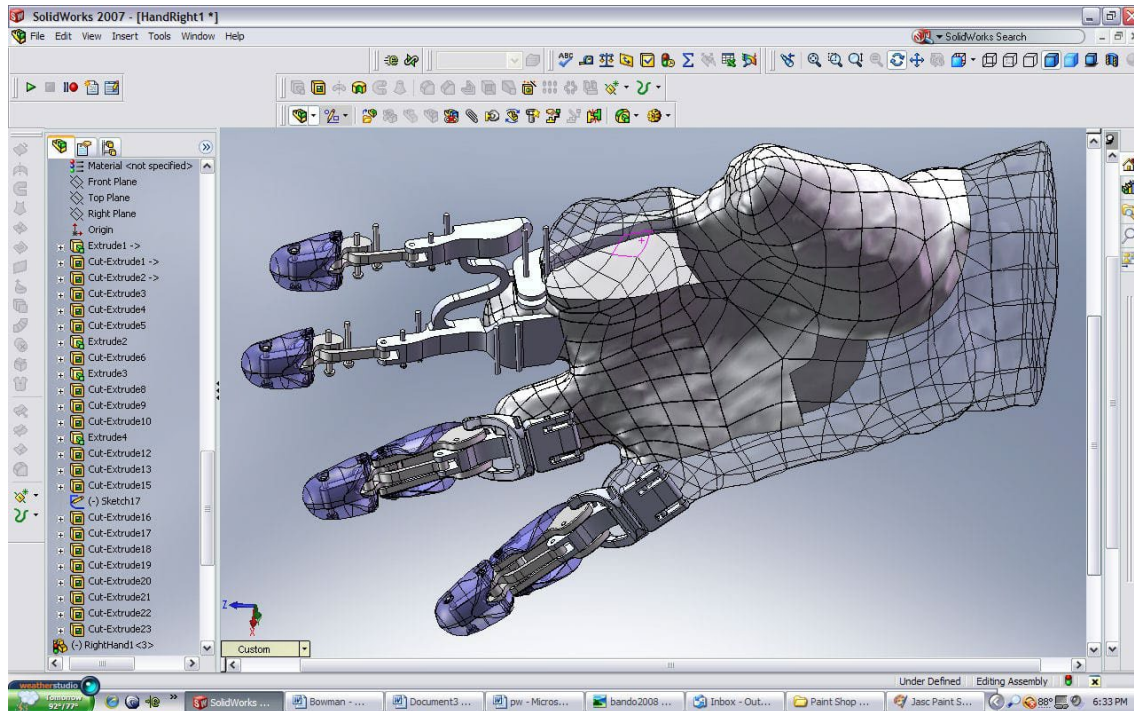 SolidWorks 2007 - [HandRight1 *]
File Edit View Insert Tools Window Help
SolidWorks Search
ABC
Material <not specified>
Front Plane
Top Plane
Right Plane
Origin
Extrude1 ->
Cut-Extrude1 ->
Cut-Extrude2 ->
Cut-Extrude3
Cut-Extrude4
Cut-Extrude5
Extrude2
Cut-Extrude6
Extrude3
Cut-Extrude8
Cut-Extrude9
Cut-Extrude10
Extrude4
Cut-Extrude12
Cut-Extrude13
Cut-Extrude15
(-) Sketch17
Cut-Extrude16
Cut-Extrude17
Cut-Extrude18
Cut-Extrude19
Cut-Extrude20
Cut-Extrude21
Cut-Extrude22
Cut-Extrude23
(-) RightHand1<3>
Z
X
Custom
Under Defined Editing Assembly
weatherstudio
Tomorrow
92°/77°
SolidWorks ... Bowman - ... Document3 ... pw - Micros... bando2008 ... Inbox - Out... Paint Shop ... Jasc Paint S... 88° 6:33 PM